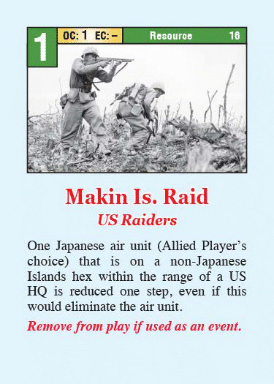 1 OC: 1 EC: – Resource 16
Makin Is. Raid
US Raiders
One Japanese air unit (Allied Player’s
choice) that is on a non-Japanese
Islands hex within the range of a US
HQ is reduced one step, even if this
would eliminate the air unit.
Remove from play if used as an event.